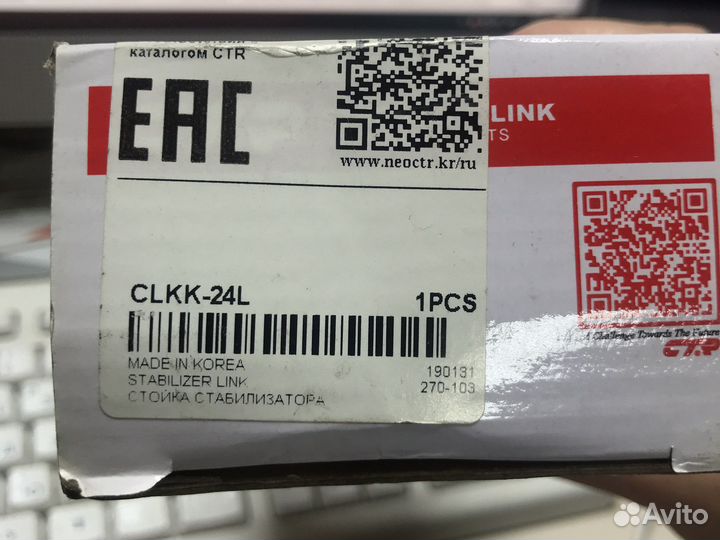 каталогом CTR
EAC
www.neoctr.kr/ru
LINK
TS
CLKK-24L
1PCS
MADE IN KOREA
190131
STABILIZER LINK
270-103
СТОЙКА СТАБИЛИЗАТОРА
A Challenge Towards The Future
CTR
Avito